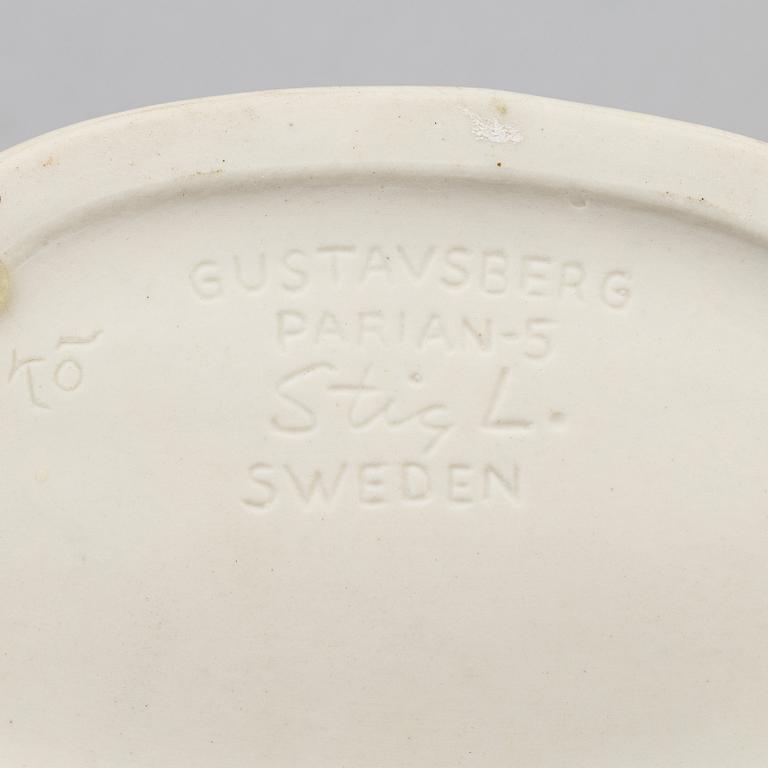 GUSTAVSBERG
PARIAN-5
Stig L.
SWEDEN